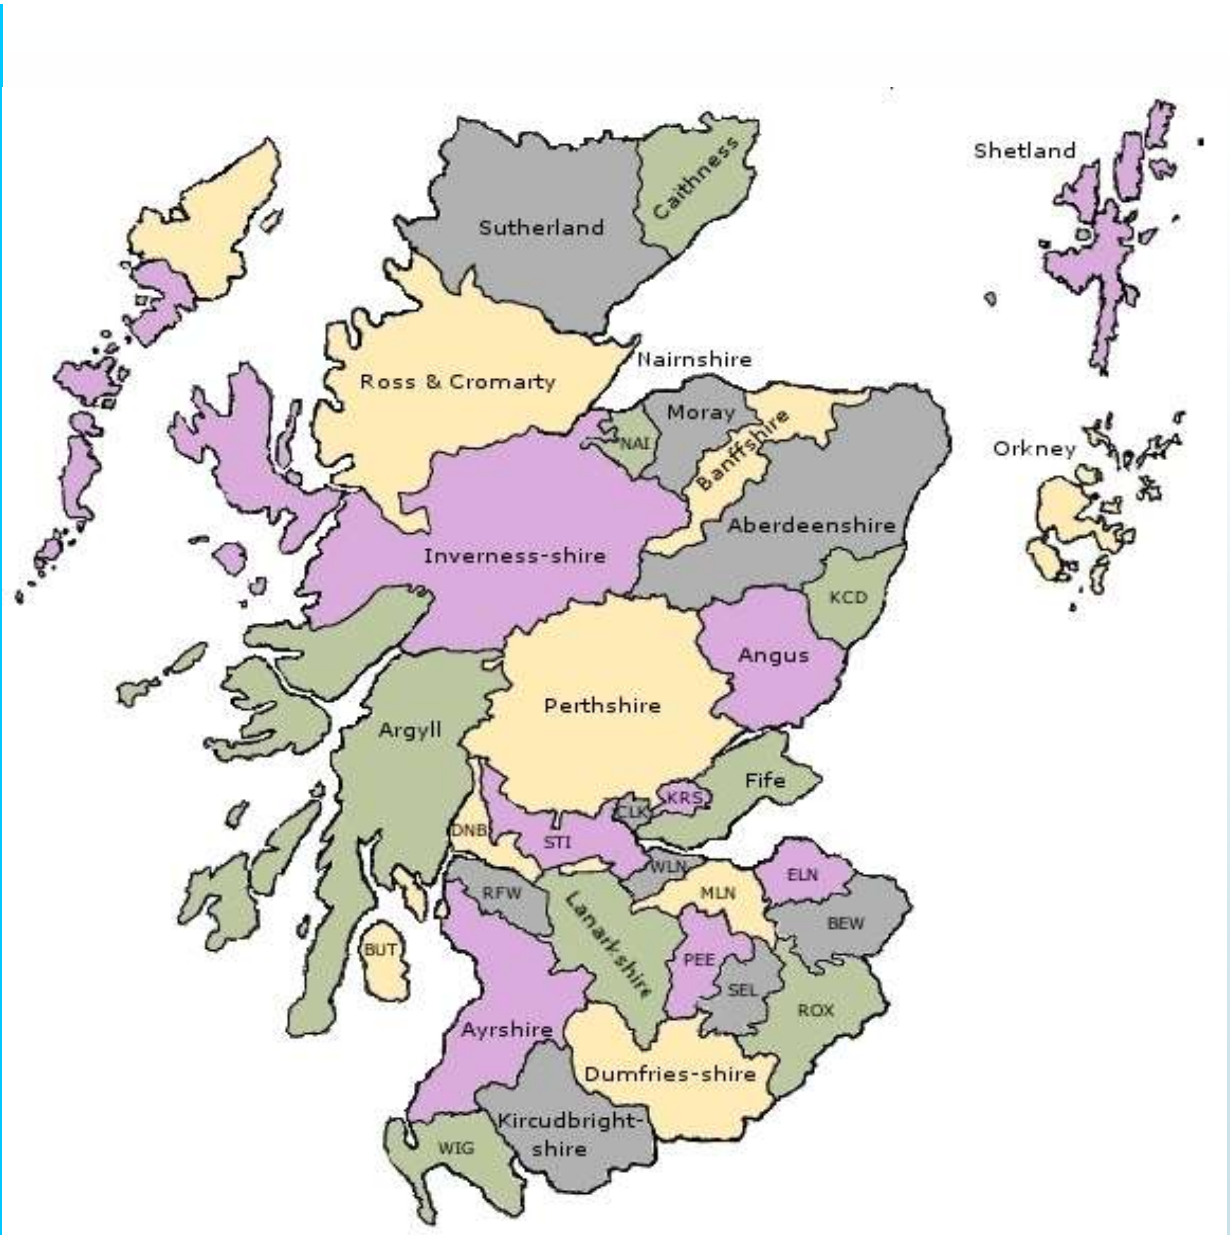 Shetland
Caithness
Sutherland
Nairnshire
Ross & Cromarty
Moray
Banffshire
NAI
Orkney
Aberdeenshire
Inverness-shire
KCD
Angus
Perthshire
Argyll
Fife
KRS
CLK
DNB
STI
WLN
ELN
RFW
MLN
Lanarkshire
BEW
BUT
PEE
SEL
ROX
Ayrshire
Dumfries-shire
Kircudbright-
shire
WIG